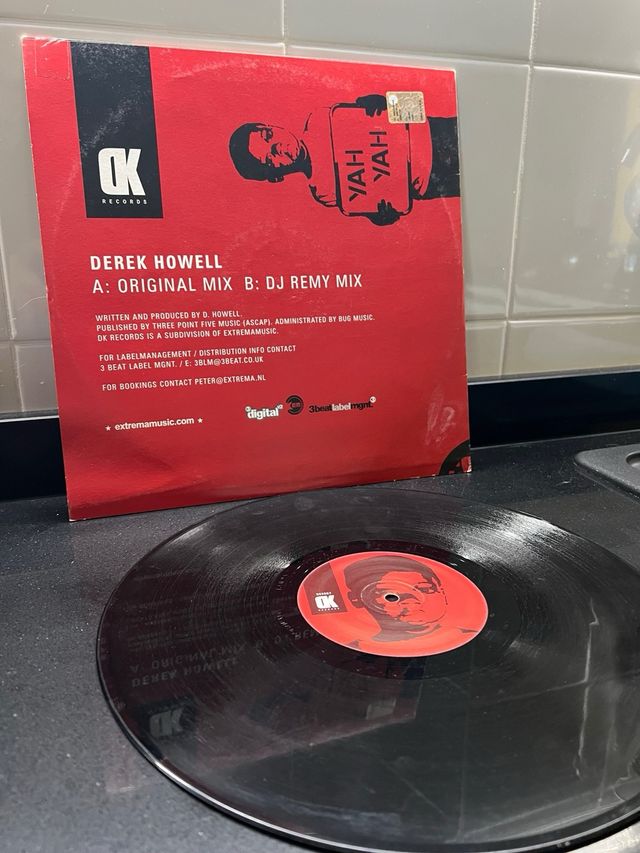 DK
RECORDS
YAH
YAH
DEREK HOWELL
A: ORIGINAL MIX B: DJ REMY MIX
WRITTEN AND PRODUCED BY D. HOWELL.
PUBLISHED BY THREE POINT FIVE MUSIC (ASCAP). ADMINISTRATED BY BUG MUSIC.
DK RECORDS IS A SUBDIVISION OF EXTREMAMUSIC.
FOR LABELMANAGEMENT / DISTRIBUTION INFO CONTACT
3 BEAT LABEL MGNT. / E: 3BLM@3BEAT.CO.UK
FOR BOOKINGS CONTACT PETER@EXTREMA.NL
★ extremamusic.com ★
digital
3beatlabelmgnt.
DK
RECORDS